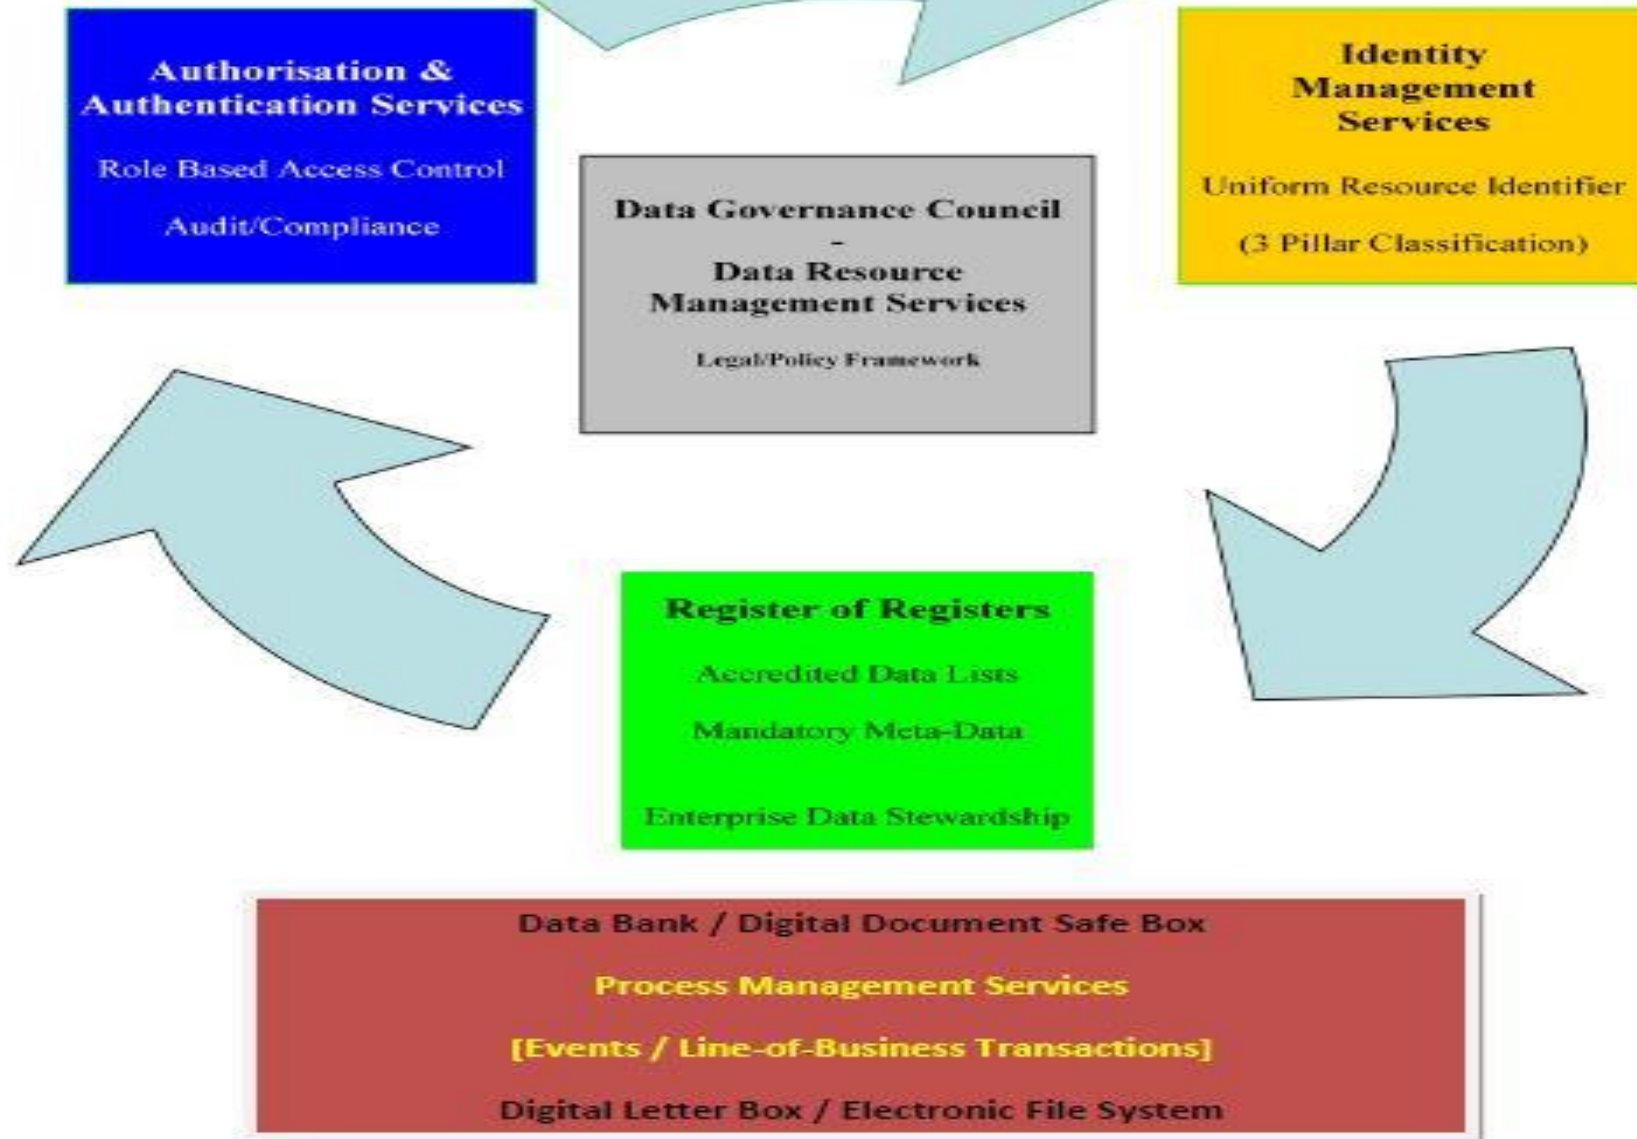 Authorisation &
Authentication Services
Role Based Access Control
Audit/Compliance
Identity
Management
Services
Uniform Resource Identifier
(3 Pillar Classification)
Data Governance Council
-
Data Resource
Management Services
Legal/Policy Framework
Register of Registers
Accredited Data Lists
Mandatory Meta-Data
Enterprise Data Stewardship
Data Bank / Digital Document Safe Box
Process Management Services
[Events / Line-of-Business Transactions]
Digital Letter Box / Electronic File System